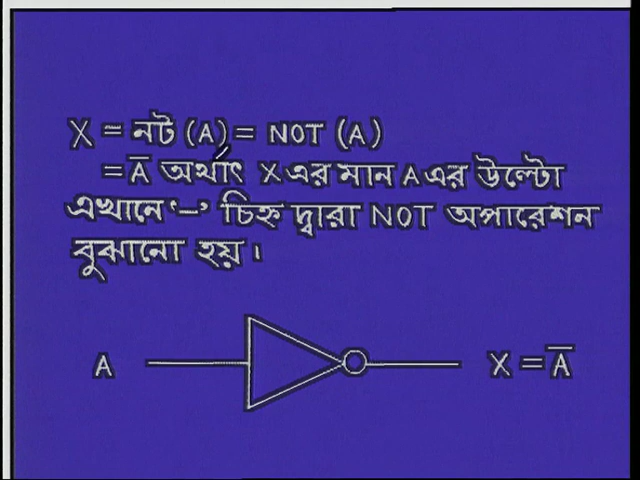 X = নট (A) = NOT (A)
= A̅ অর্থাৎ X এর মান A এর উল্টো
এখানে '–' চিহ্ন দ্বারা NOT অপারেশন
বুঝানো হয়।
A X = A̅